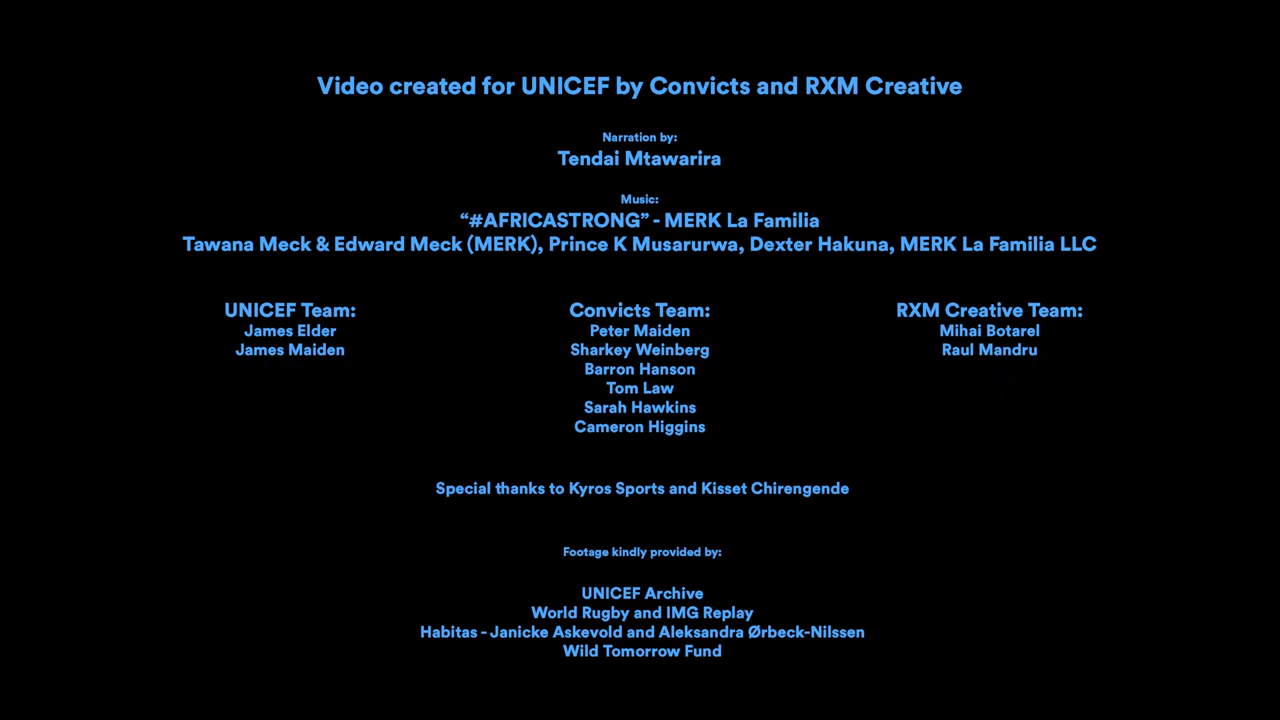 Video created for UNICEF by Convicts and RXM Creative
Narration by:
Tendai Mtawarira
Music:
“#AFRICASTRONG” - MERK La Familia
Tawana Meck & Edward Meck (MERK), Prince K Musarurwa, Dexter Hakuna, MERK La Familia LLC
UNICEF Team:
James Elder
James Maiden
Convicts Team:
Peter Maiden
Sharkey Weinberg
Barron Hanson
Tom Law
Sarah Hawkins
Cameron Higgins
RXM Creative Team:
Mihai Botarel
Raul Mandru
Special thanks to Kyros Sports and Kisset Chirengende
Footage kindly provided by:
UNICEF Archive
World Rugby and IMG Replay
Habitas - Janicke Askevold and Aleksandra Ørbeck-Nilssen
Wild Tomorrow Fund